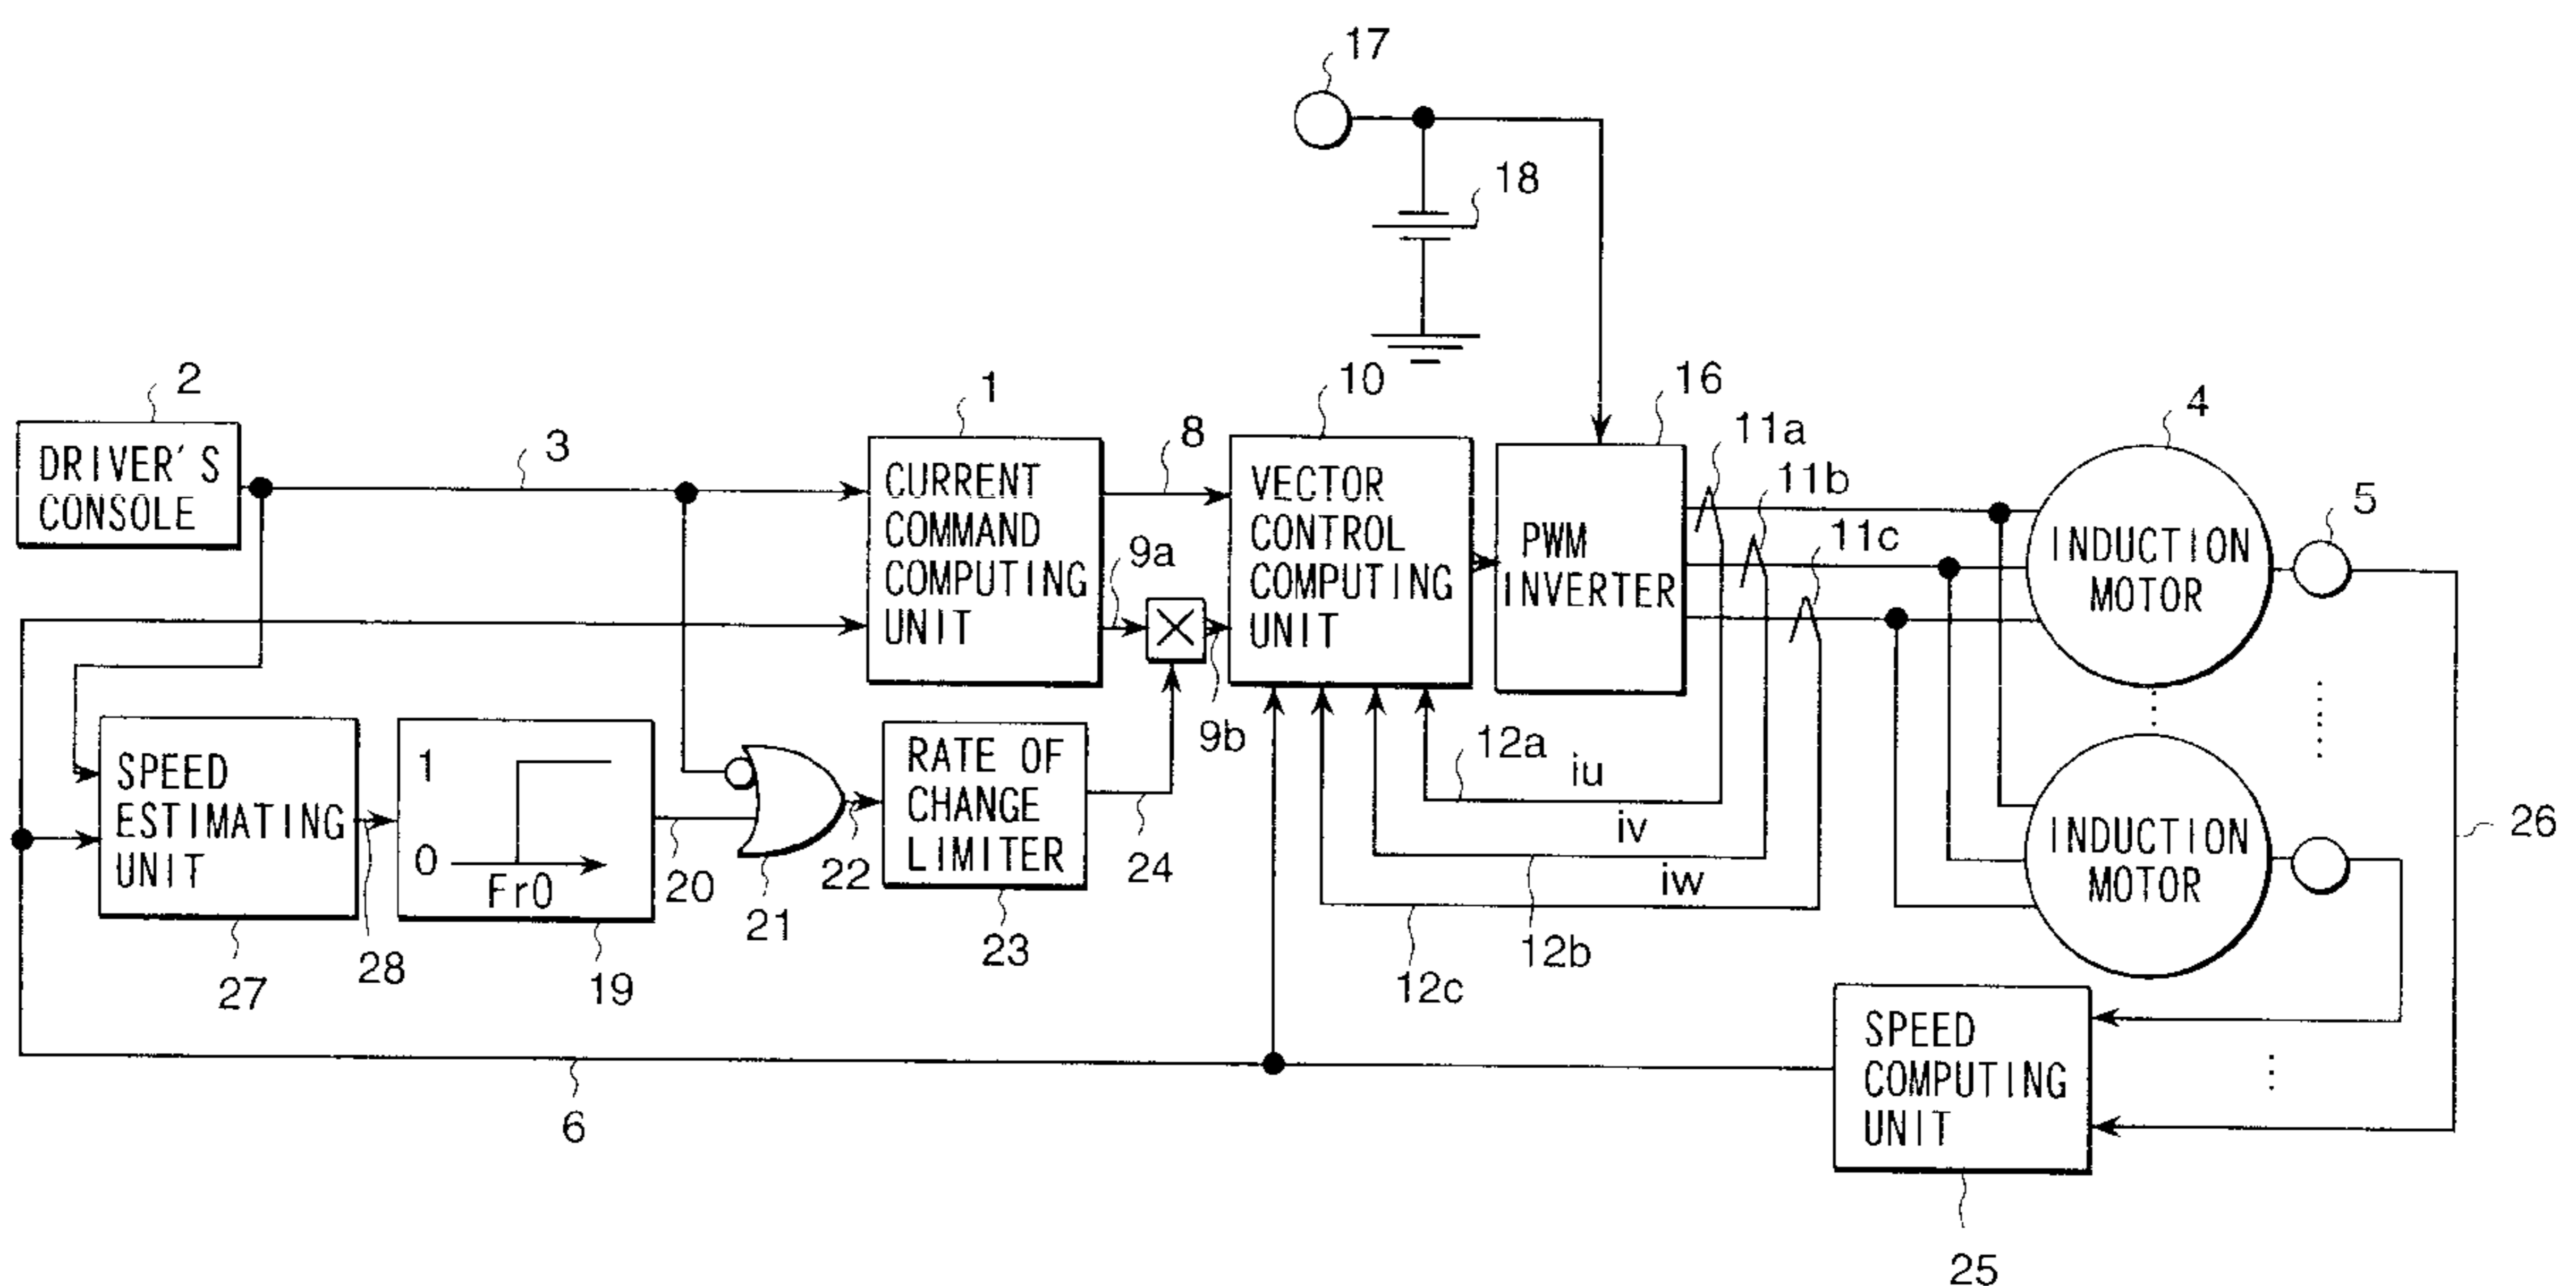 17
18
2
1
10
16
4
3
8
11a
11b
11c
5
DRIVER'S
CONSOLE
CURRENT
COMMAND
COMPUTING
UNIT
9a
9b
VECTOR
CONTROL
COMPUTING
UNIT
PWM
INVERTER
INDUCTION
MOTOR
SPEED
ESTIMATING
UNIT
1
0
Fr0
RATE OF
CHANGE
LIMITER
12a
iu
iv
iw
INDUCTION
MOTOR
26
27
28
19
20
21
22
23
24
12b
12c
6
SPEED
COMPUTING
UNIT
25